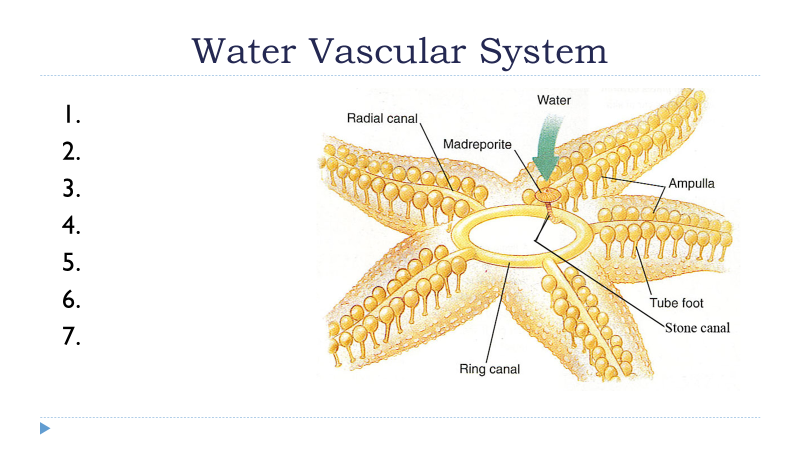 Water Vascular System
1.
2.
3.
4.
5.
6.
7.
Water
Radial canal
Madreporite
Ampulla
Tube foot
Stone canal
Ring canal